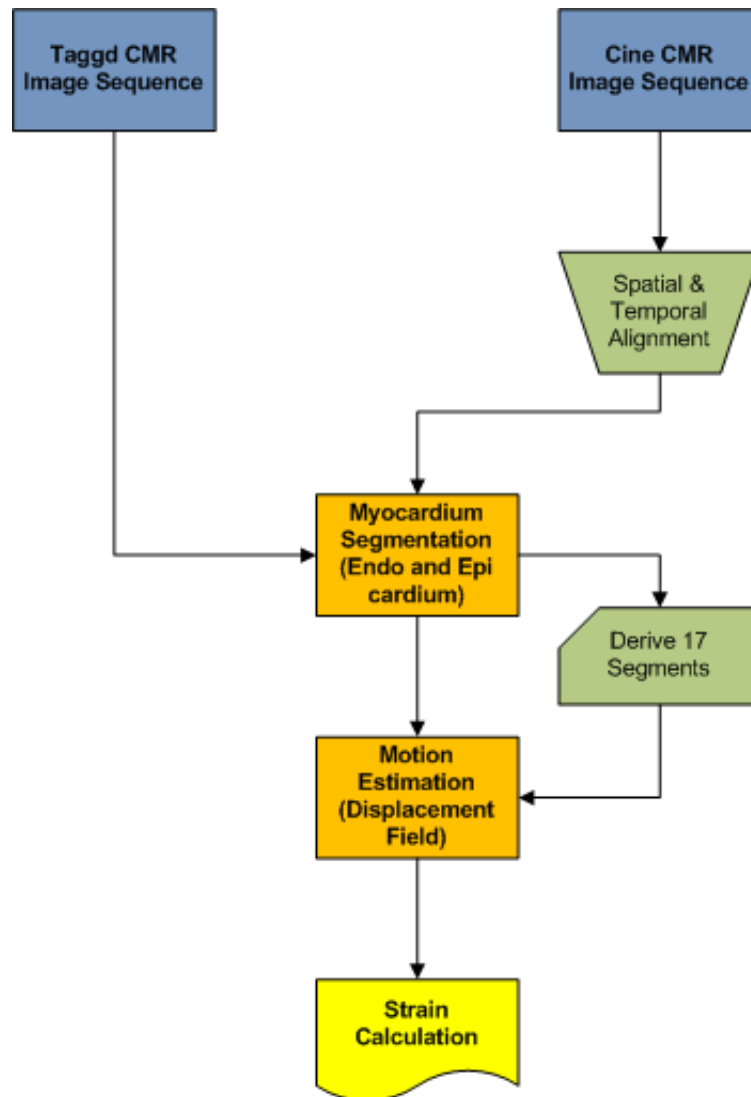 Taggd CMR
Image Sequence
Cine CMR
Image Sequence
Spatial &
Temporal
Alignment
Myocardium
Segmentation
(Endo and Epi
cardium)
Derive 17
Segments
Motion
Estimation
(Displacement
Field)
Strain
Calculation